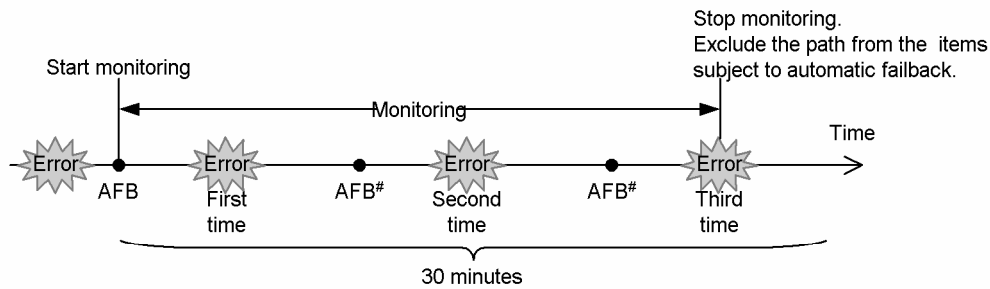 Stop monitoring.
Exclude the path from the items
subject to automatic failback.
Start monitoring
Monitoring
Time
Error
Error
Error
Error
AFB
First
time
AFB#
Second
time
AFB#
Third
time
30 minutes